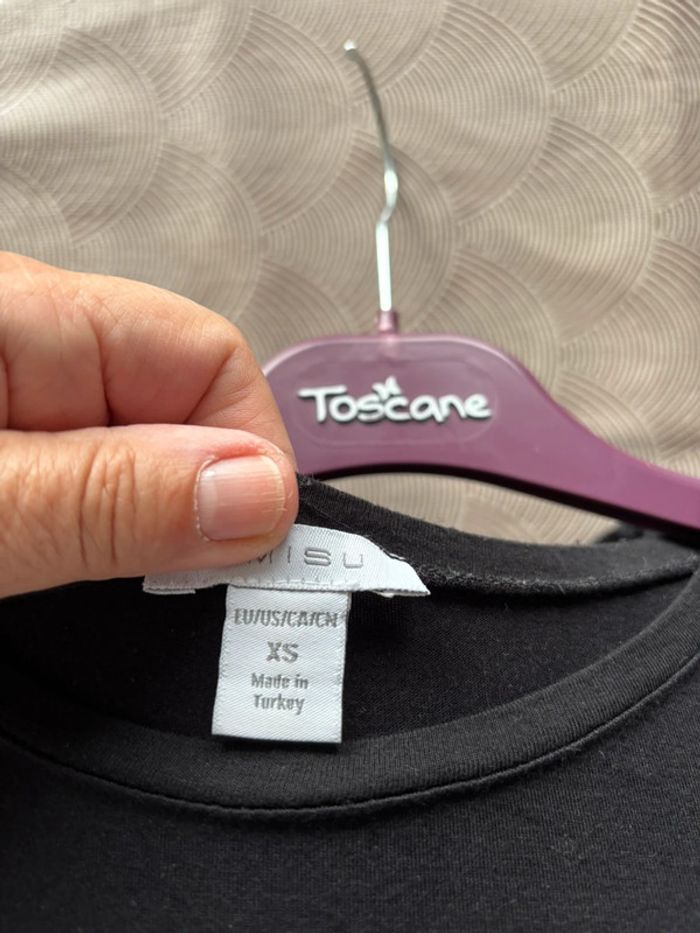 Toscane
MISU
EU/US/CA/CN
XS
Made in
Turkey